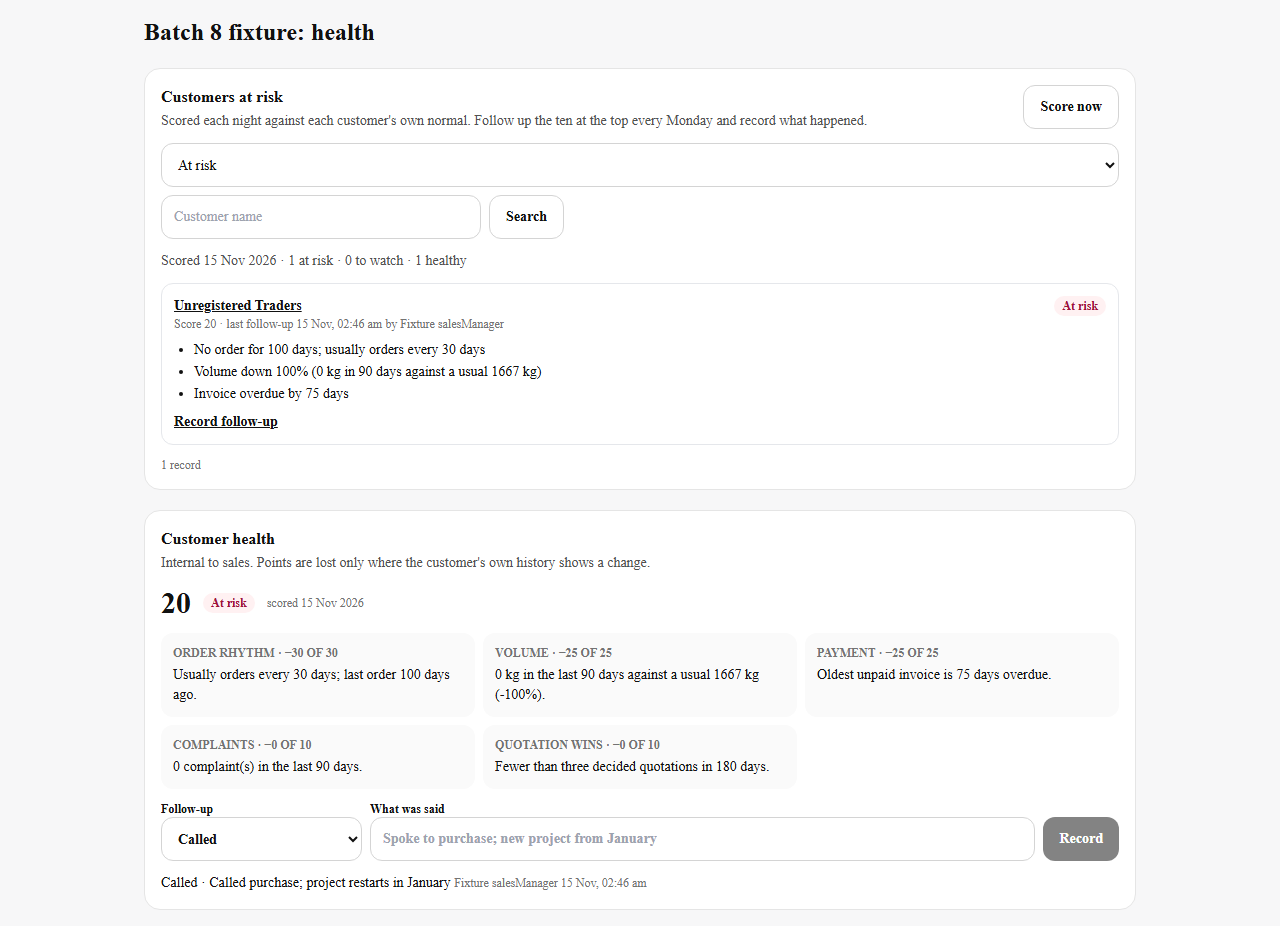 Batch 8 fixture: health
Customers at risk
Scored each night against each customer's own normal. Follow up the ten at the top every Monday and record what happened.
Score now
At risk
Customer name
Search
Scored 15 Nov 2026 · 1 at risk · 0 to watch · 1 healthy
Unregistered Traders
At risk
Score 20 · last follow-up 15 Nov, 02:46 am by Fixture salesManager
• No order for 100 days; usually orders every 30 days
• Volume down 100% (0 kg in 90 days against a usual 1667 kg)
• Invoice overdue by 75 days
Record follow-up
1 record
Customer health
Internal to sales. Points are lost only where the customer's own history shows a change.
20
At risk
scored 15 Nov 2026
ORDER RHYTHM · −30 OF 30
Usually orders every 30 days; last order 100 days
ago.
VOLUME · −25 OF 25
0 kg in the last 90 days against a usual 1667 kg
(-100%).
PAYMENT · −25 OF 25
Oldest unpaid invoice is 75 days overdue.
COMPLAINTS · −0 OF 10
0 complaint(s) in the last 90 days.
QUOTATION WINS · −0 OF 10
Fewer than three decided quotations in 180 days.
Follow-up
Called
What was said
Spoke to purchase; new project from January
Record
Called · Called purchase; project restarts in January Fixture salesManager 15 Nov, 02:46 am